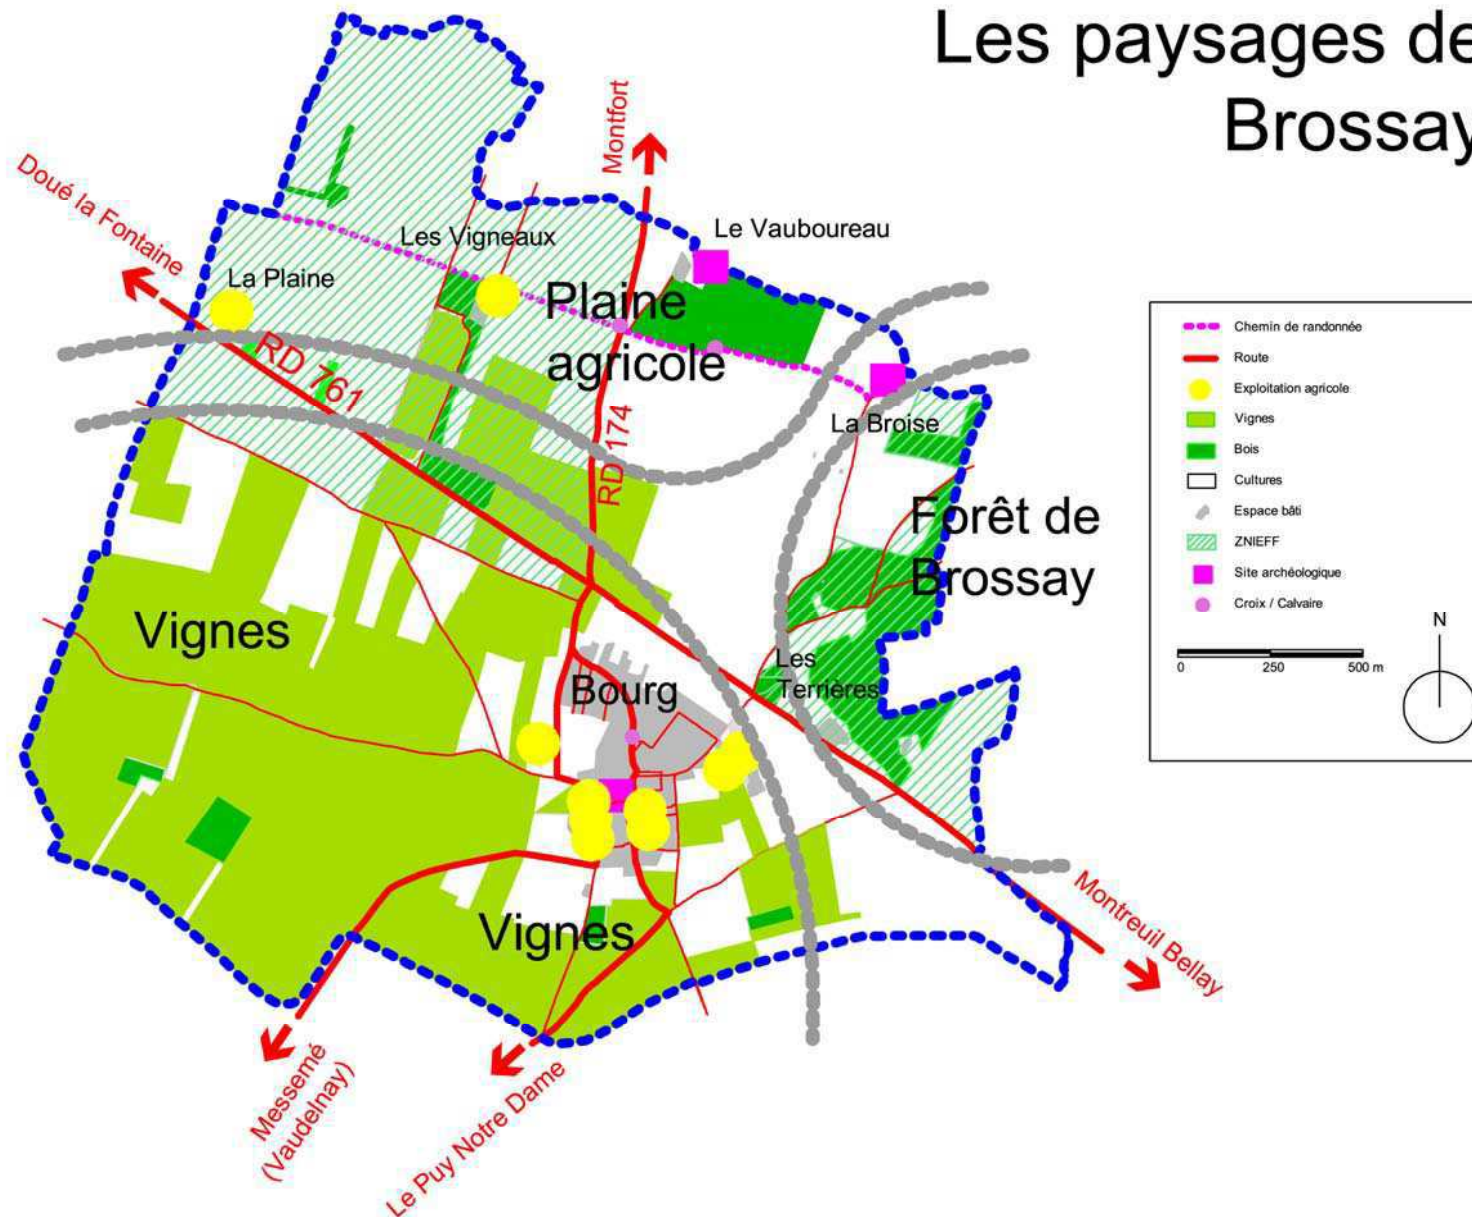 Les paysages de
Brossay
Montfort
Doué la Fontaine
Les Vigneaux
Le Vauboureau
La Plaine
Plaine
agricole
RD 761
RD 174
La Broise
Forêt de
Brossay
Vignes
Bourg
Les
Terrières
Vignes
Montreuil Bellay
Messemé
(Vaudelnay)
Le Puy Notre Dame
Chemin de randonnée
Route
Exploitation agricole
Vignes
Bois
Cultures
Espace bâti
ZNIEFF
Site archéologique
Croix / Calvaire
N
0 250 500 m